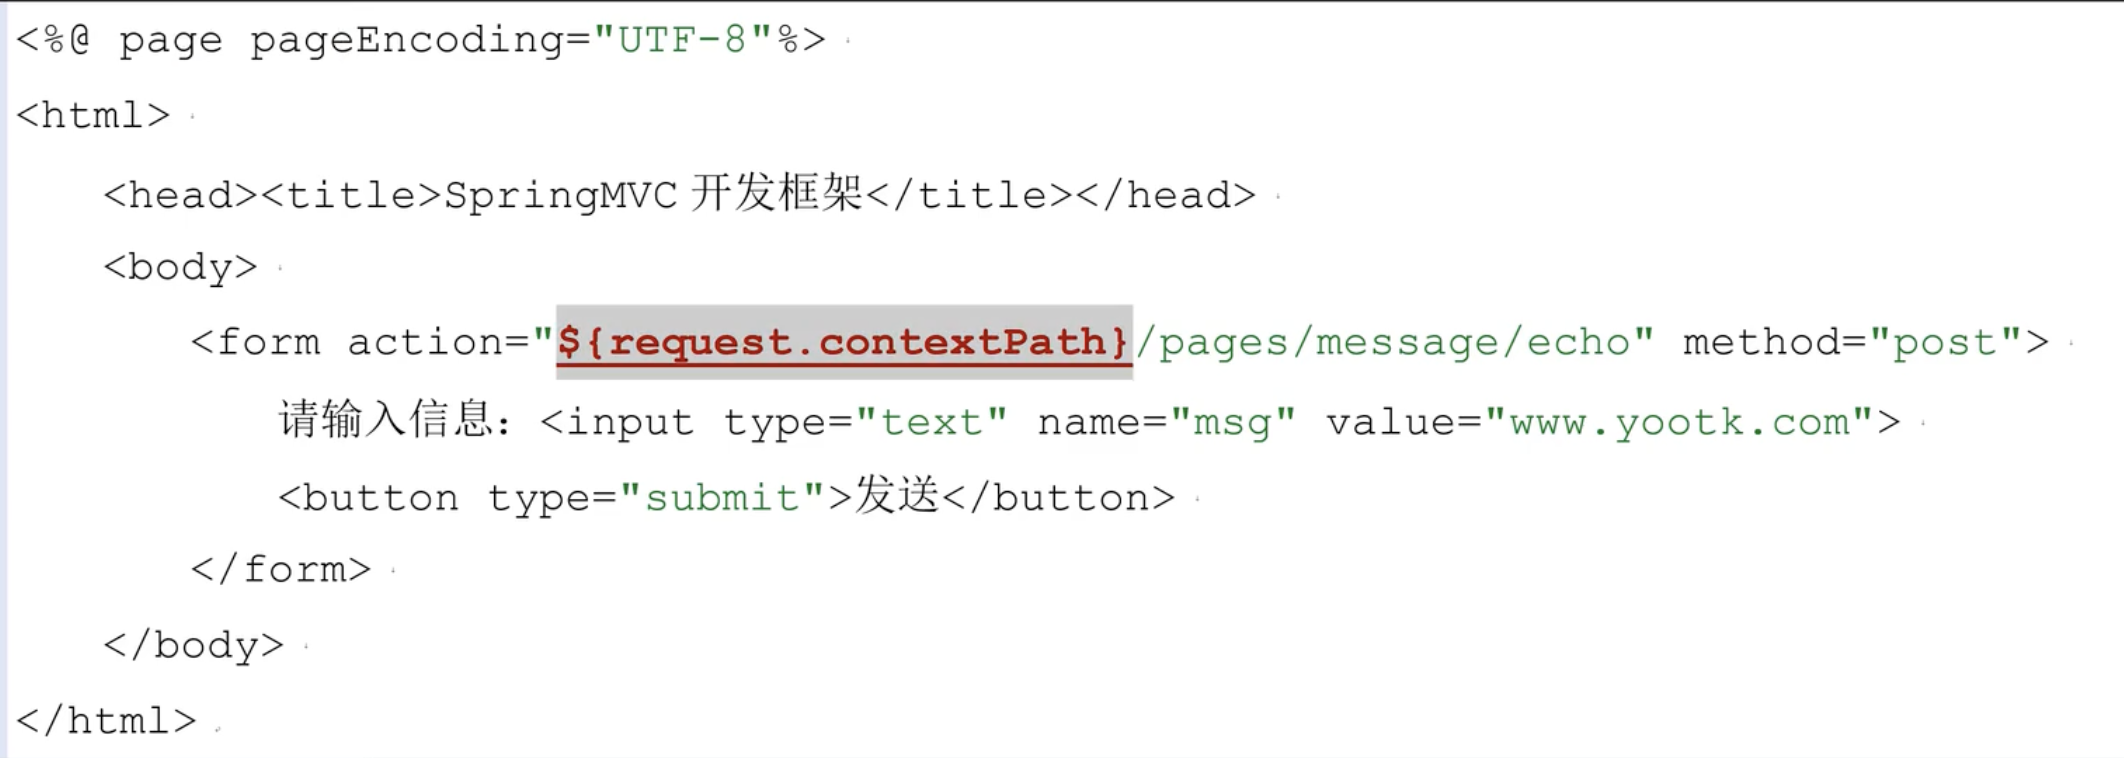 <%@ page pageEncoding="UTF-8"%>
<html>
<head><title>SpringMVC 开发框架</title></head>
<body>
<form action="${request.contextPath}/pages/message/echo" method="post">
请输入信息：<input type="text" name="msg" value="www.yootk.com">
<button type="submit">发送</button>
</form>
</body>
</html>